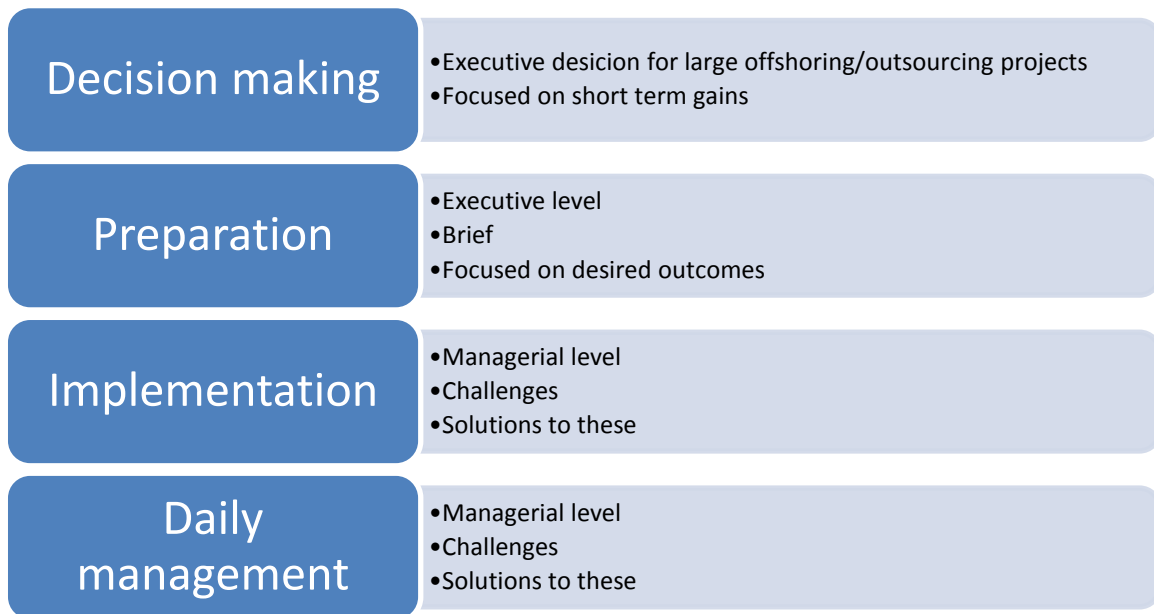 Decision making
•Executive desicion for large offshoring/outsourcing projects
•Focused on short term gains
Preparation
•Executive level
•Brief
•Focused on desired outcomes
Implementation
•Managerial level
•Challenges
•Solutions to these
Daily
management
•Managerial level
•Challenges
•Solutions to these